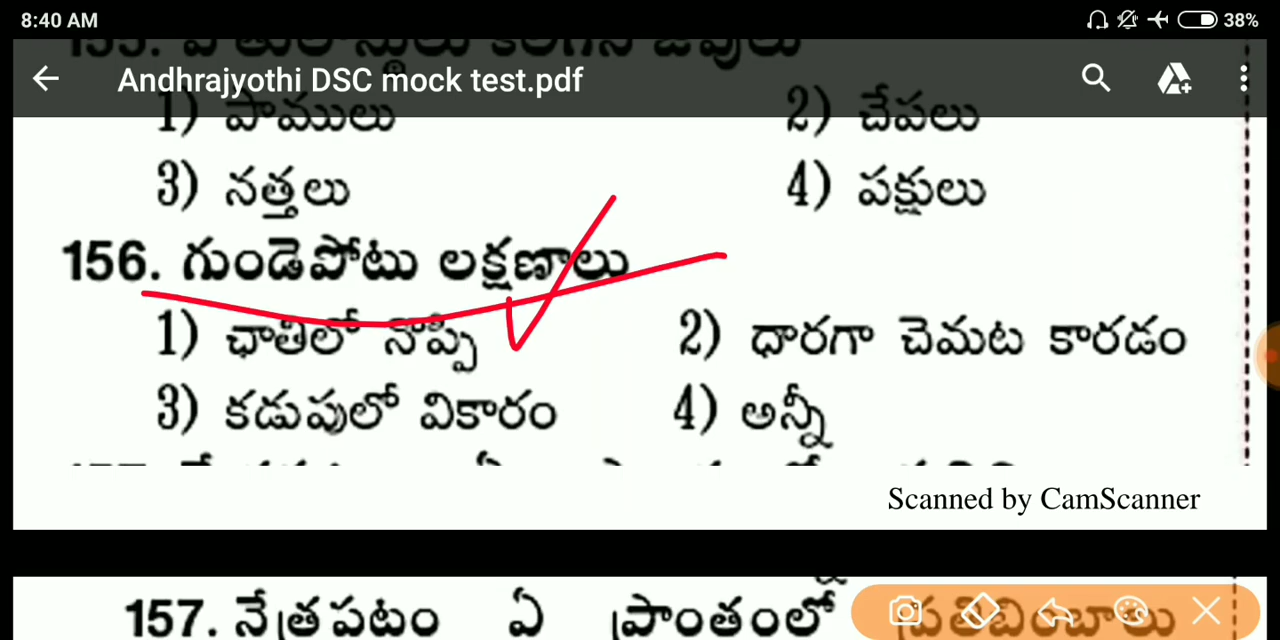 8:40 AM 38%
Andhrajyothi DSC mock test.pdf
1) పాములు 2) చేపలు
3) నత్తలు 4) పక్షులు
156. గుండెపోటు లక్షణాలు
1) ఛాతిలో నొప్పి 2) ధారగా చెమట కారడం
3) కడుపులో వికారం 4) అన్నీ
Scanned by CamScanner
157. నేత్రపటం ఏ ప్రాంతంలో